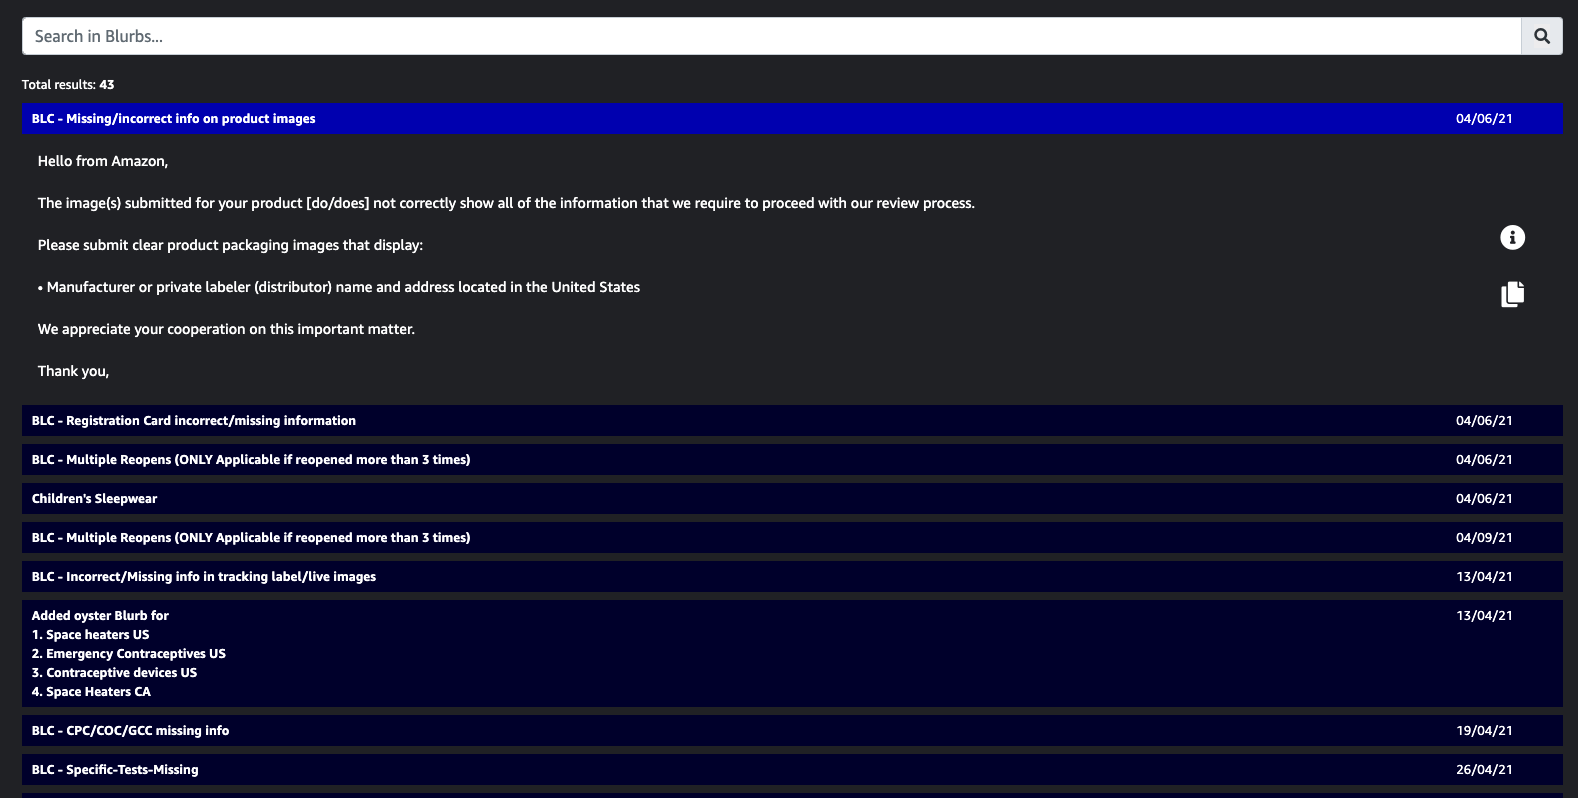 Search in Blurbs...
Total results: 43
BLC - Missing/incorrect info on product images 04/06/21
Hello from Amazon,
The image(s) submitted for your product [do/does] not correctly show all of the information that we require to proceed with our review process.
Please submit clear product packaging images that display:
• Manufacturer or private labeler (distributor) name and address located in the United States
We appreciate your cooperation on this important matter.
Thank you,
BLC - Registration Card incorrect/missing information 04/06/21
BLC - Multiple Reopens (ONLY Applicable if reopened more than 3 times) 04/06/21
Children's Sleepwear 04/06/21
BLC - Multiple Reopens (ONLY Applicable if reopened more than 3 times) 04/09/21
BLC - Incorrect/Missing info in tracking label/live images 13/04/21
Added oyster Blurb for 13/04/21
1. Space heaters US
2. Emergency Contraceptives US
3. Contraceptive devices US
4. Space Heaters CA
BLC - CPC/COC/GCC missing info 19/04/21
BLC - Specific-Tests-Missing 26/04/21